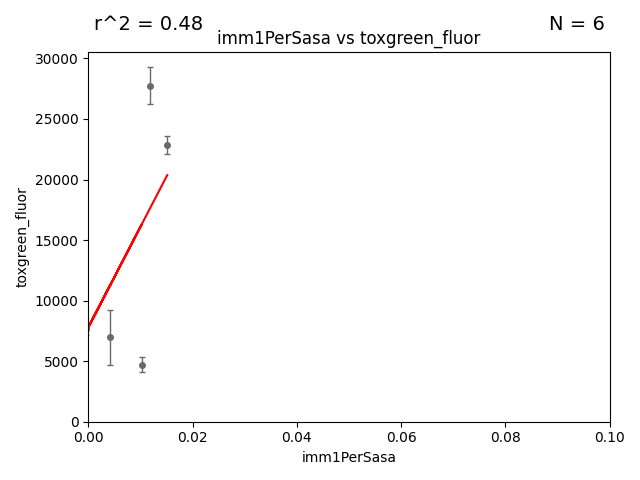 r^2 = 0.48
N = 6
imm1PerSasa vs toxgreen_fluor
30000
25000
20000
15000
10000
5000
0
toxgreen_fluor
0.00 0.02 0.04 0.06 0.08 0.10
imm1PerSasa